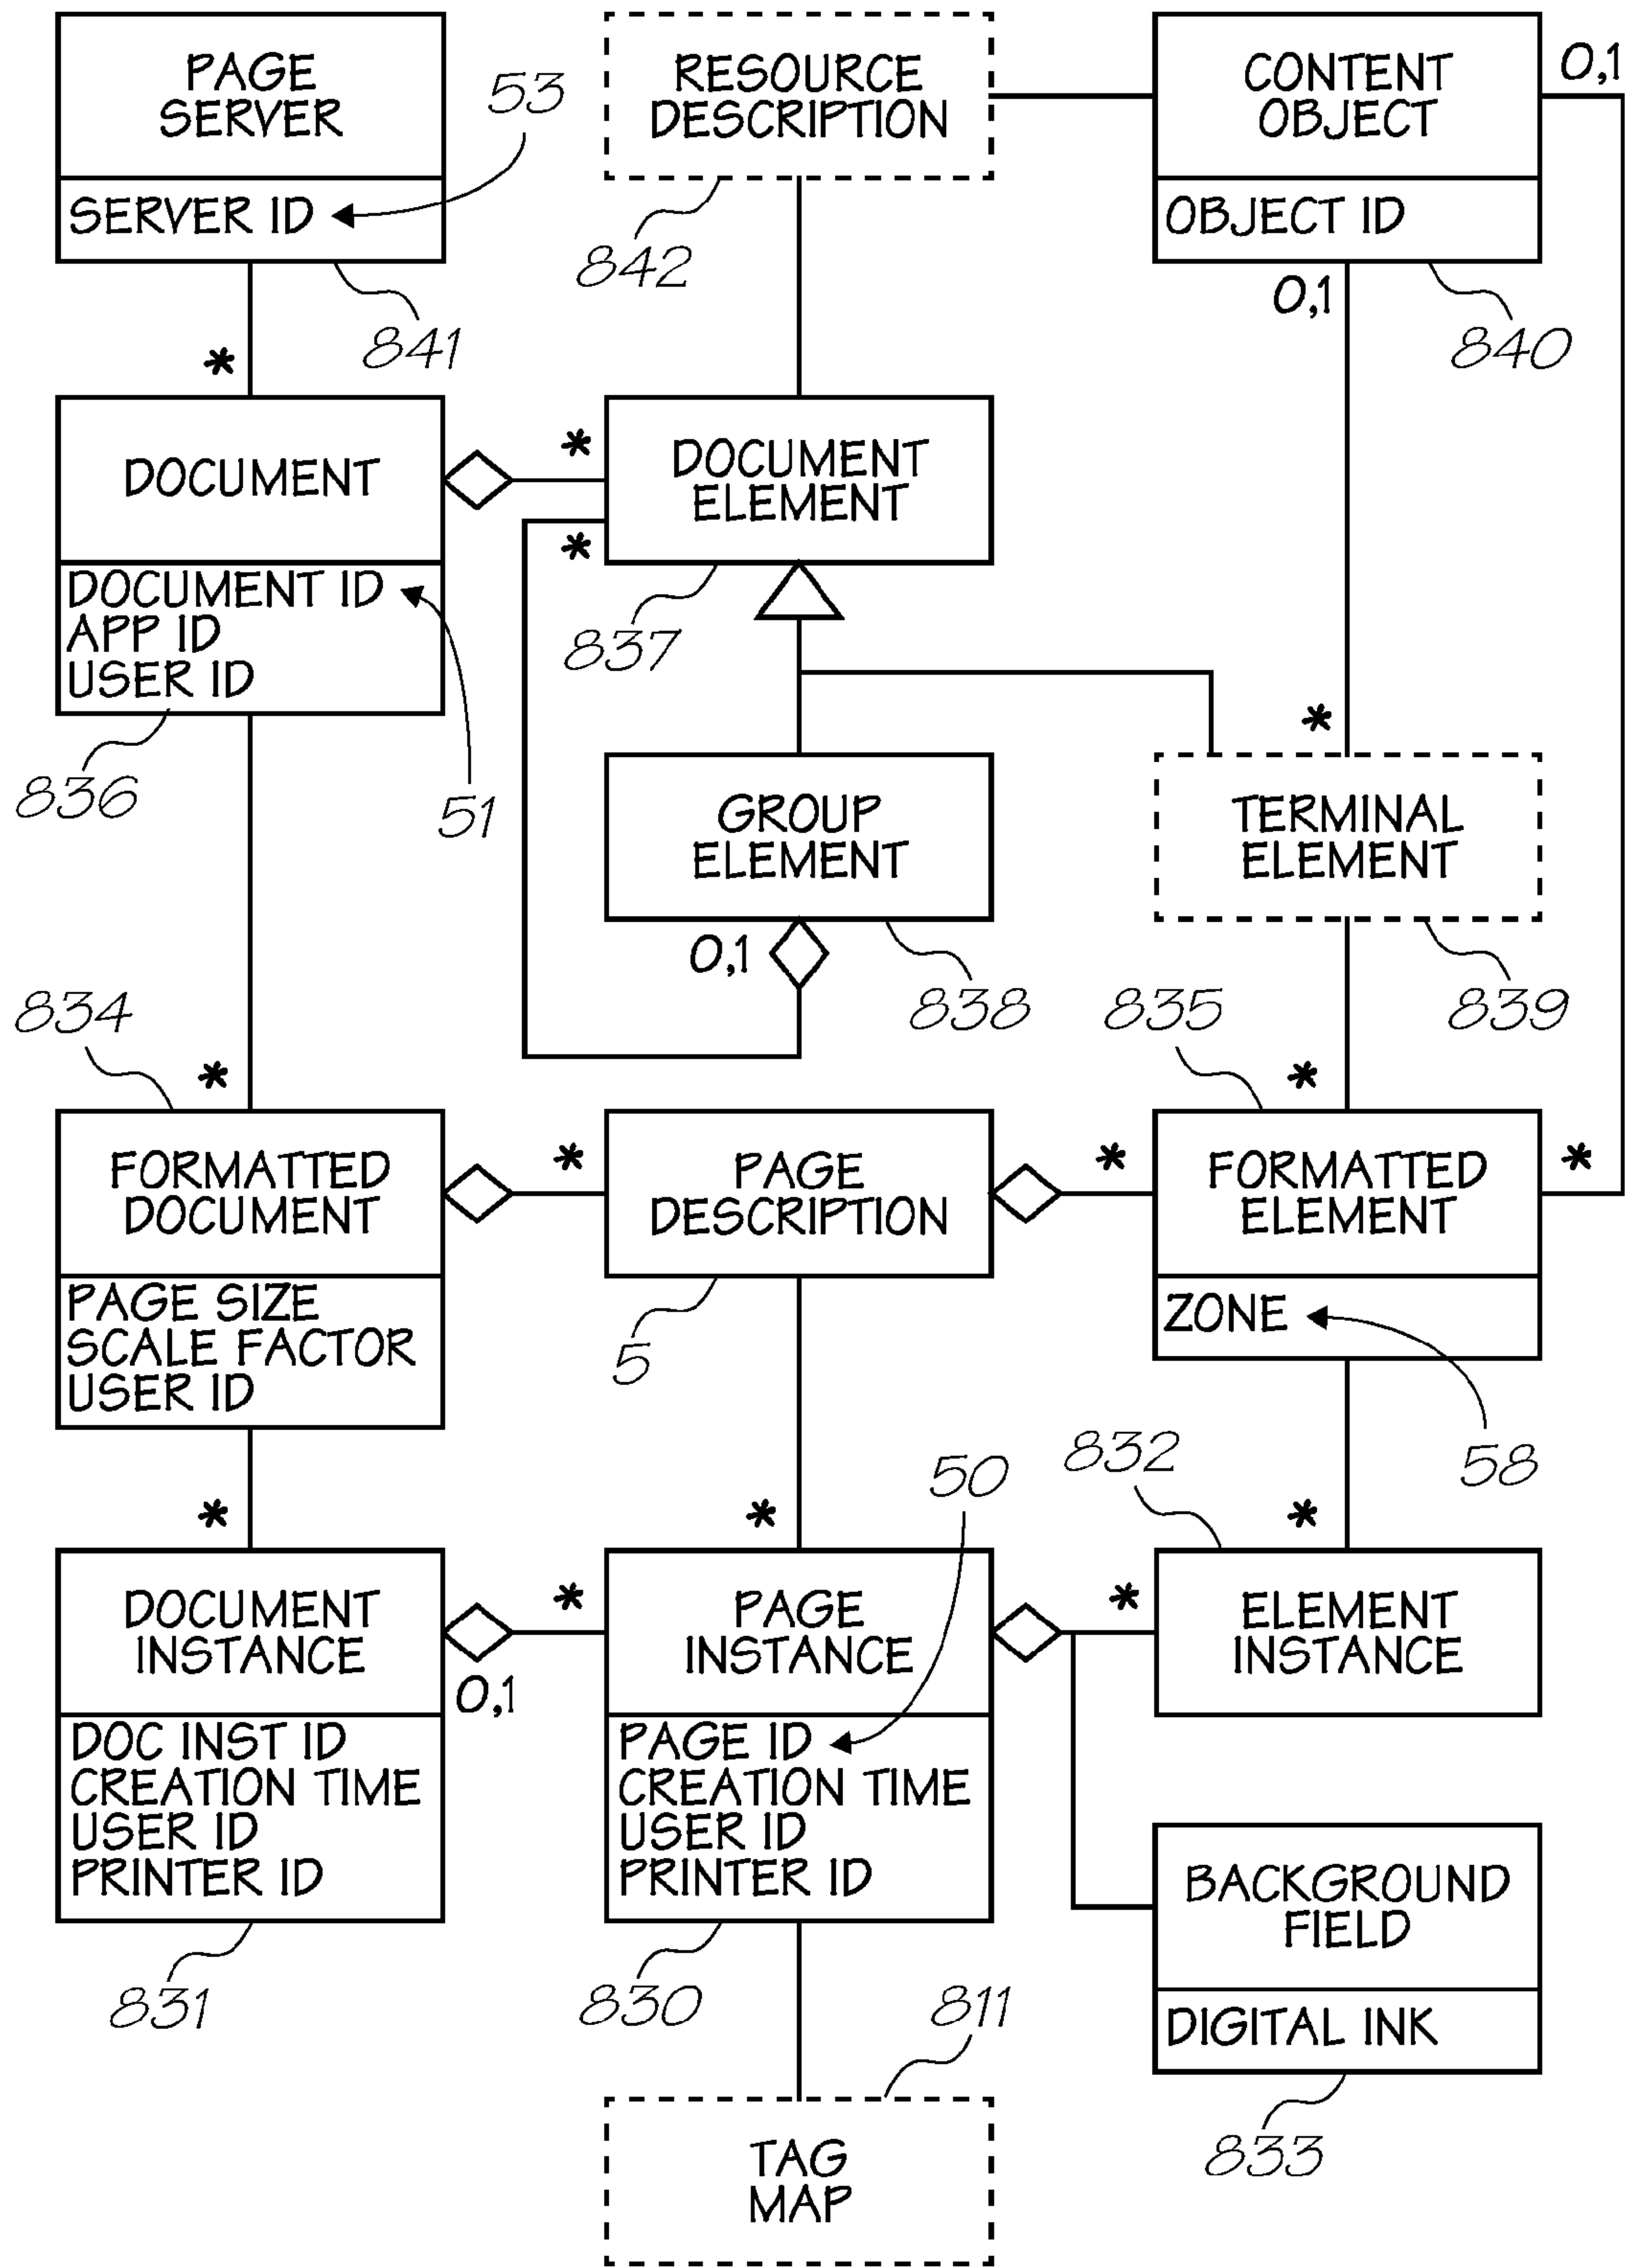 PAGE
SERVER
SERVER ID
53
841
RESOURCE
DESCRIPTION
842
CONTENT
OBJECT
OBJECT ID
0,1
0,1
840
*
DOCUMENT
DOCUMENT ID
APP ID
USER ID
836
51
*
*
DOCUMENT
ELEMENT
837
GROUP
ELEMENT
0,1
838
*
TERMINAL
ELEMENT
839
834
*
FORMATTED
DOCUMENT
PAGE SIZE
SCALE FACTOR
USER ID
*
PAGE
DESCRIPTION
5
*
835
*
FORMATTED
ELEMENT
*
ZONE
58
*
DOCUMENT
INSTANCE
0,1
DOC INST ID
CREATION TIME
USER ID
PRINTER ID
831
*
*
50
PAGE
INSTANCE
PAGE ID
CREATION TIME
USER ID
PRINTER ID
830
832
*
*
ELEMENT
INSTANCE
BACKGROUND
FIELD
DIGITAL INK
833
811
TAG
MAP